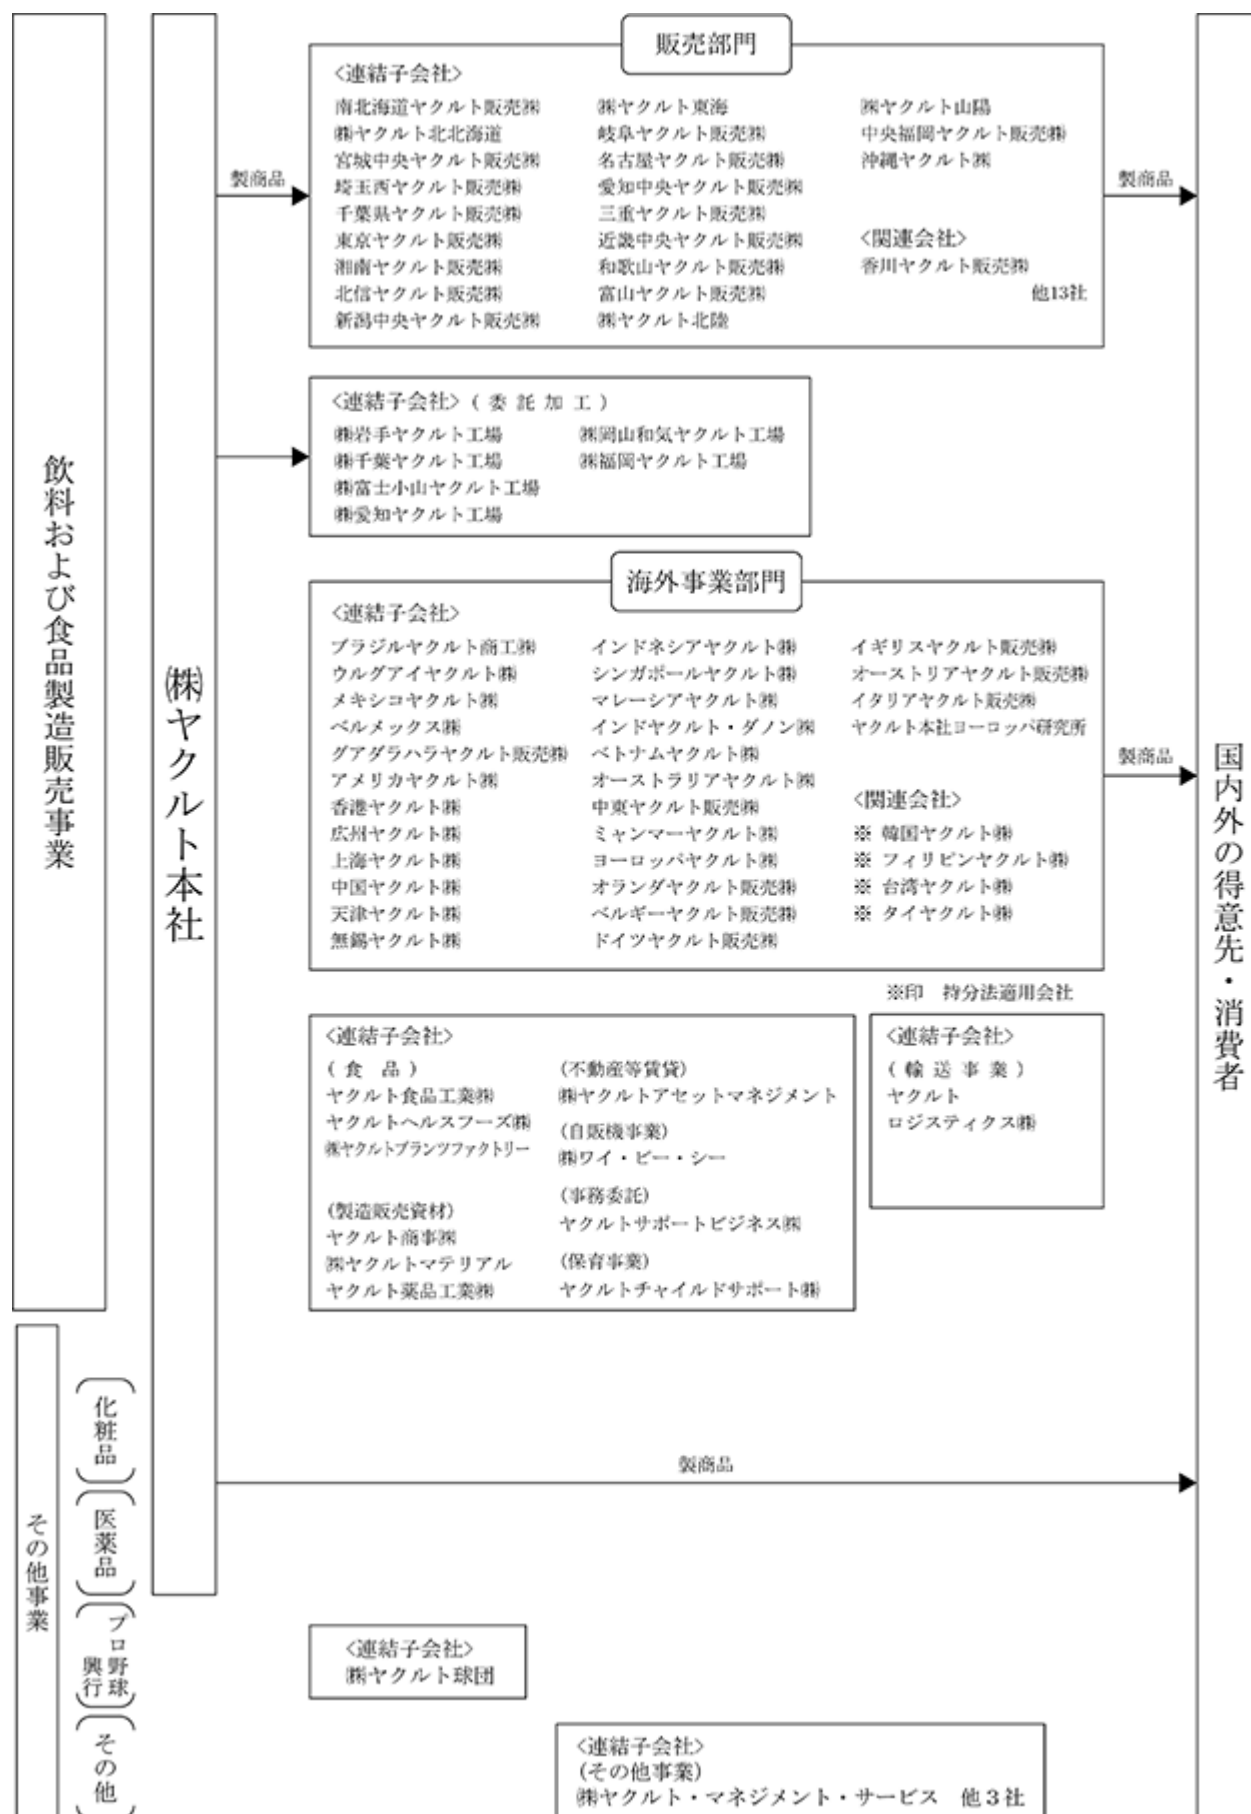 飲料および食品製造販売事業
㈱ヤクルト本社
製商品
販売部門
<連結子会社>
南北海道ヤクルト販売㈱
㈱ヤクルト北北海道
宮城中央ヤクルト販売㈱
埼玉西ヤクルト販売㈱
千葉県ヤクルト販売㈱
東京ヤクルト販売㈱
湘南ヤクルト販売㈱
北信ヤクルト販売㈱
新潟中央ヤクルト販売㈱
㈱ヤクルト東海
岐阜ヤクルト販売㈱
名古屋ヤクルト販売㈱
愛知中央ヤクルト販売㈱
三重ヤクルト販売㈱
近畿中央ヤクルト販売㈱
和歌山ヤクルト販売㈱
富山ヤクルト販売㈱
㈱ヤクルト北陸
㈱ヤクルト山陽
中央福岡ヤクルト販売㈱
沖縄ヤクルト㈱
<関連会社>
香川ヤクルト販売㈱
他13社
製商品
<連結子会社>(委託加工)
㈱岩手ヤクルト工場
㈱千葉ヤクルト工場
㈱富士小山ヤクルト工場
㈱愛知ヤクルト工場
㈱岡山和気ヤクルト工場
㈱福岡ヤクルト工場
海外事業部門
<連結子会社>
ブラジルヤクルト商工㈱
ウルグアイヤクルト㈱
メキシコヤクルト㈱
ベルメックス㈱
グアダラハラヤクルト販売㈱
アメリカヤクルト㈱
香港ヤクルト㈱
広州ヤクルト㈱
上海ヤクルト㈱
中国ヤクルト㈱
天津ヤクルト㈱
無錫ヤクルト㈱
インドネシアヤクルト㈱
シンガポールヤクルト㈱
マレーシアヤクルト㈱
インドヤクルト・ダノン㈱
ベトナムヤクルト㈱
オーストラリアヤクルト㈱
中東ヤクルト販売㈱
ミャンマーヤクルト㈱
ヨーロッパヤクルト㈱
オランダヤクルト販売㈱
ベルギーヤクルト販売㈱
ドイツヤクルト販売㈱
イギリスヤクルト販売㈱
オーストリアヤクルト販売㈱
イタリアヤクルト販売㈱
ヤクルト本社ヨーロッパ研究所
<関連会社>
※ 韓国ヤクルト㈱
※ フィリピンヤクルト㈱
※ 台湾ヤクルト㈱
※ タイヤクルト㈱
製商品
※印 持分法適用会社
<連結子会社>
(食 品)
ヤクルト食品工業㈱
ヤクルトヘルスフーズ㈱
㈱ヤクルトプランツファクトリー
(製造販売資材)
ヤクルト商事㈱
㈱ヤクルトマテリアル
ヤクルト薬品工業㈱
(不動産等賃貸)
㈱ヤクルトアセットマネジメント
(自販機事業)
㈱ワイ・ビー・シー
(事務委託)
ヤクルトサポートビジネス㈱
(保育事業)
ヤクルトチャイルドサポート㈱
<連結子会社>
(輸送事業)
ヤクルト
ロジスティクス㈱
国内外の得意先・消費者
その他事業
化粧品
医薬品
プロ野球
興行
その他
製商品
<連結子会社>
㈱ヤクルト球団
<連結子会社>
(その他事業)
㈱ヤクルト・マネジメント・サービス 他３社